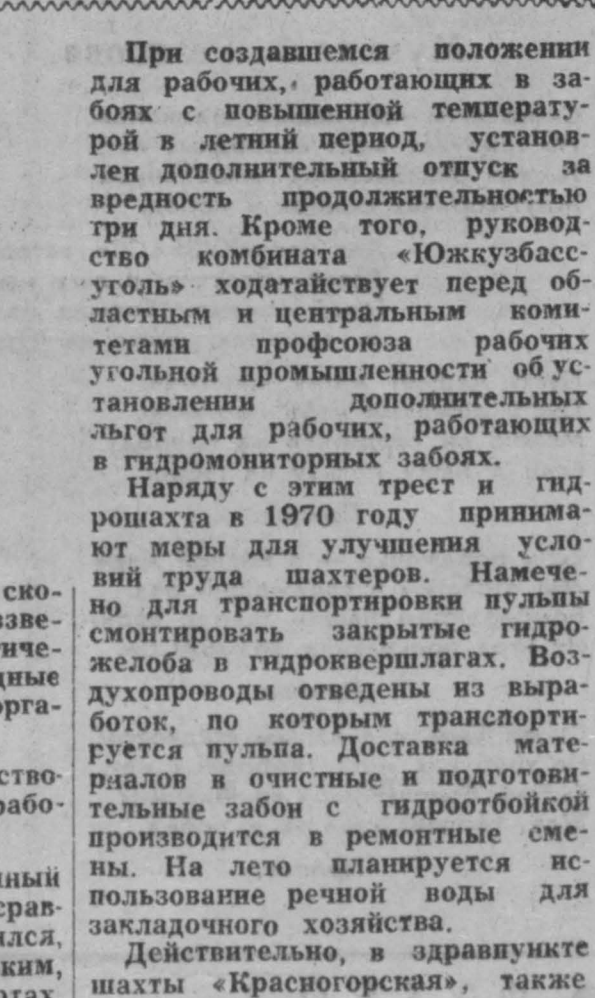 При создавшемся положении
для рабочих, работающих в за-
боях с повышенной температу-
рой в летний период, установ-
лен дополнительный отпуск за
вредность продолжительностью
три дня. Кроме того, руковод-
ство комбината «Южкузбасс-
уголь» ходатайствует перед об-
ластным и центральным коми-
тетами профсоюза рабочих
угольной промышленности об ус-
тановлении дополнительных
льгот для рабочих, работающих
в гидромониторных забоях.
Наряду с этим трест и гид-
рошахта в 1970 году принима-
ют меры для улучшения усло-
вий труда шахтеров. Намече-
но для транспортировки пульпы
смонтировать закрытые гидро-
желоба в гидроквершлагах. Воз-
духопроводы отведены из выра-
боток, по которым транспорти-
руется пульпа. Доставка мате-
риалов в очистные и подготови-
тельные забои с гидроотбойкой
производится в ремонтные сме-
ны. На лето планируется ис-
пользование речной воды для
закладочного хозяйства.
Действительно, в здравпункте
шахты «Красногорская», также